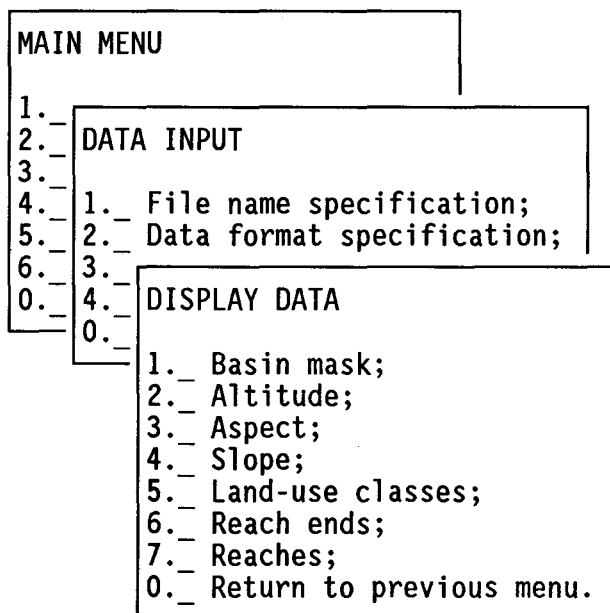 MAIN MENU
1._
2._
3._
4._
5._
6._
0._
DATA INPUT
1._ File name specification;
2._ Data format specification;
3._
4._
0._
DISPLAY DATA
1._ Basin mask;
2._ Altitude;
3._ Aspect;
4._ Slope;
5._ Land-use classes;
6._ Reach ends;
7._ Reaches;
0._ Return to previous menu.